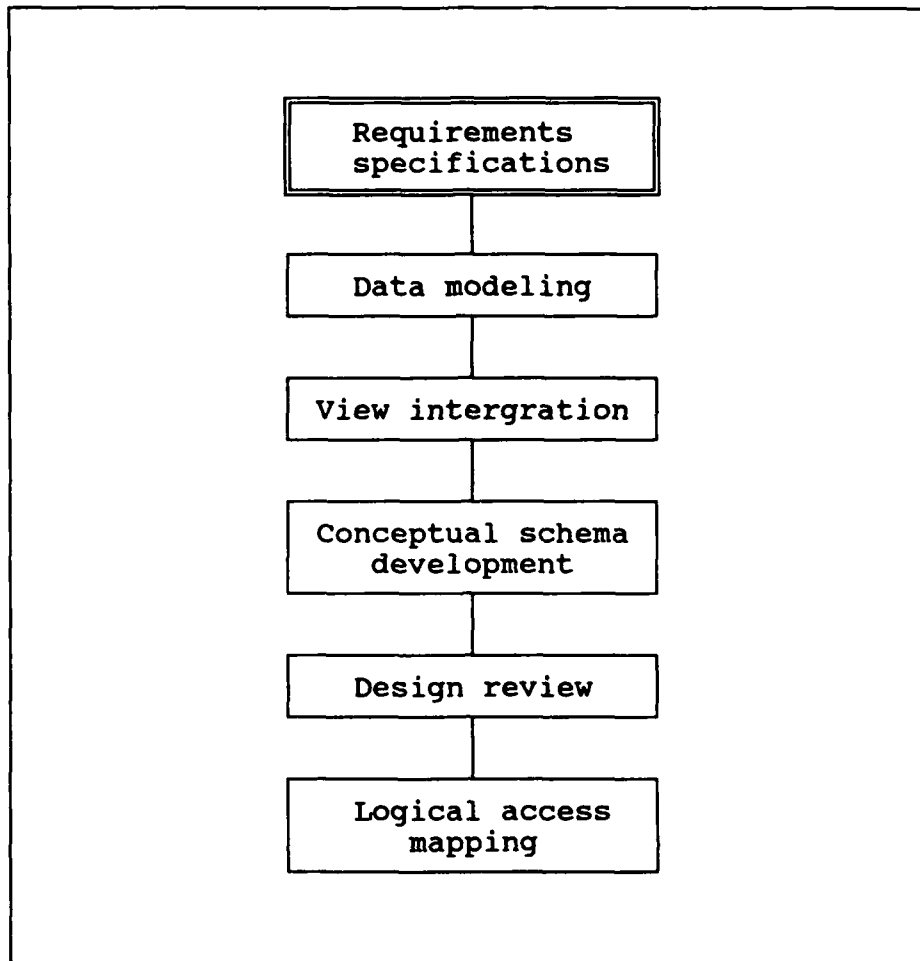 Requirements
specifications
Data modeling
View intergration
Conceptual schema
development
Design review
Logical access
mapping